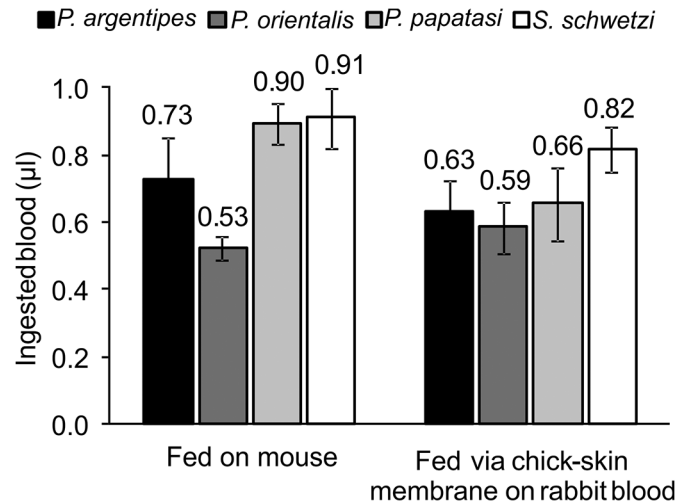 P. argentipes P. orientalis P. papatasi S. schwetzi
Ingested blood (µl)
1.0
0.8
0.6
0.4
0.2
0.0
0.73
0.53
0.90
0.91
0.63
0.59
0.66
0.82
Fed on mouse
Fed via chick-skin
membrane on rabbit blood